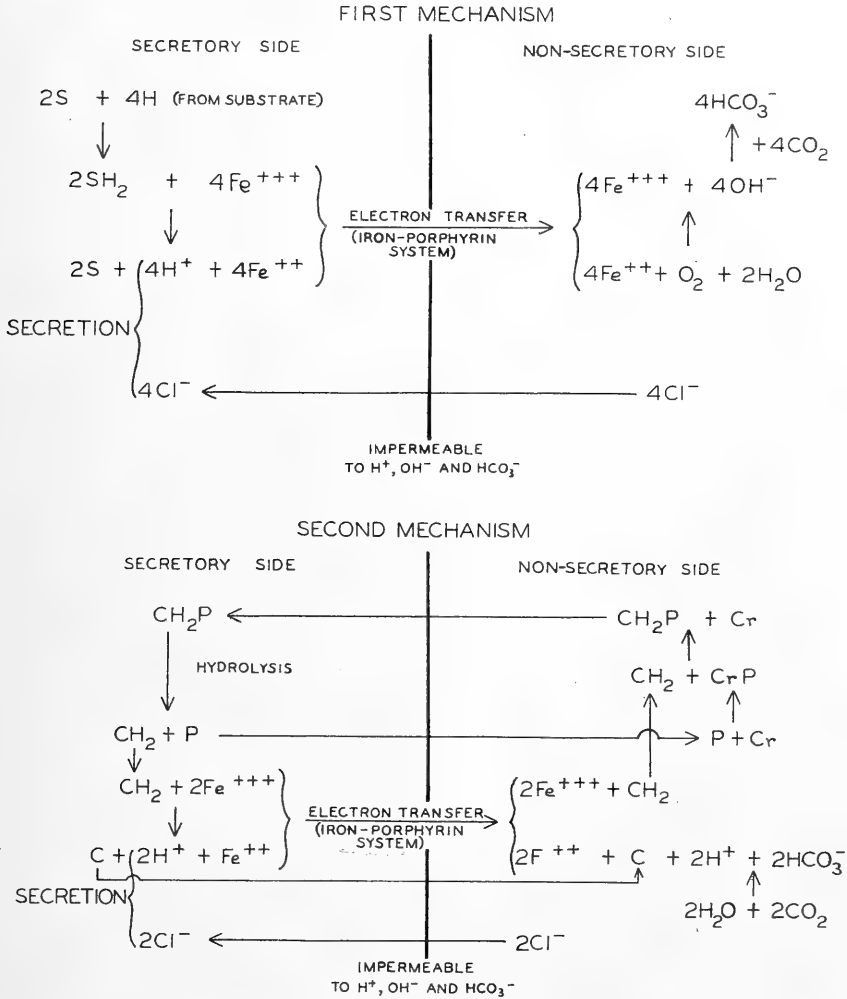 FIRST MECHANISM
SECRETORY SIDE NON-SECRETORY SIDE
2S + 4H (FROM SUBSTRATE) 4HCO₃⁻
+4CO₂
2SH₂ + 4Fe⁺⁺⁺ 4Fe⁺⁺⁺ + 4OH⁻
ELECTRON TRANSFER
(IRON-PORPHYRIN
SYSTEM)
2S + 4H⁺ + 4Fe⁺⁺ 4Fe⁺⁺ + O₂ + 2H₂O
SECRETION
4Cl⁻ 4Cl⁻
IMPERMEABLE
TO H⁺, OH⁻ AND HCO₃⁻
SECOND MECHANISM
SECRETORY SIDE NON-SECRETORY SIDE
CH₂P CH₂P + Cr
HYDROLYSIS CH₂ + CrP
CH₂ + P P + Cr
CH₂ + 2Fe⁺⁺⁺ 2Fe⁺⁺⁺ + CH₂
ELECTRON TRANSFER
(IRON-PORPHYRIN
SYSTEM)
C + 2H⁺ + Fe⁺⁺ 2F⁺⁺ + C + 2H⁺ + 2HCO₃⁻
SECRETION 2H₂O + 2CO₂
2Cl⁻ 2Cl⁻
IMPERMEABLE
TO H⁺, OH⁻ AND HCO₃⁻